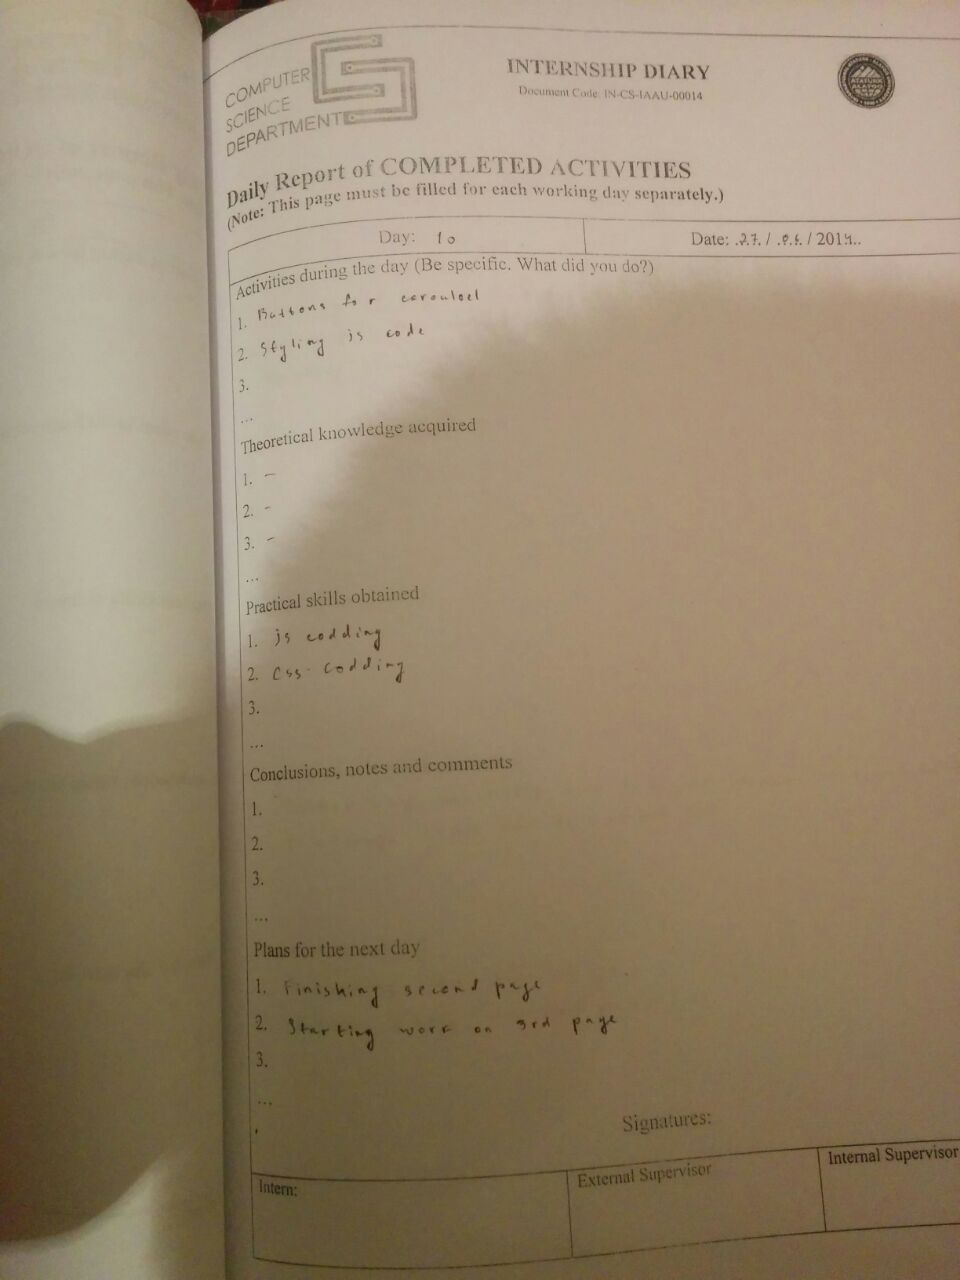 COMPUTER
SCIENCE
DEPARTMENT
INTERNSHIP DIARY
Document Code: IN-CS-IAAU-00014
Daily Report of COMPLETED ACTIVITIES
(Note: This page must be filled for each working day separately.)
Day: 10
Date: .27. / .06. / 2014..
Activities during the day (Be specific. What did you do?)
1. Buttons for carousel
2. Styling js code
3.
...
Theoretical knowledge acquired
1. –
2. -
3. –
...
Practical skills obtained
1. js codding
2. css- codding
3.
...
Conclusions, notes and comments
1.
2.
3.
...
Plans for the next day
1. Finishing second page
2. Starting work on 3rd page
3.
...
Signatures:
Intern:
External Supervisor
Internal Supervisor